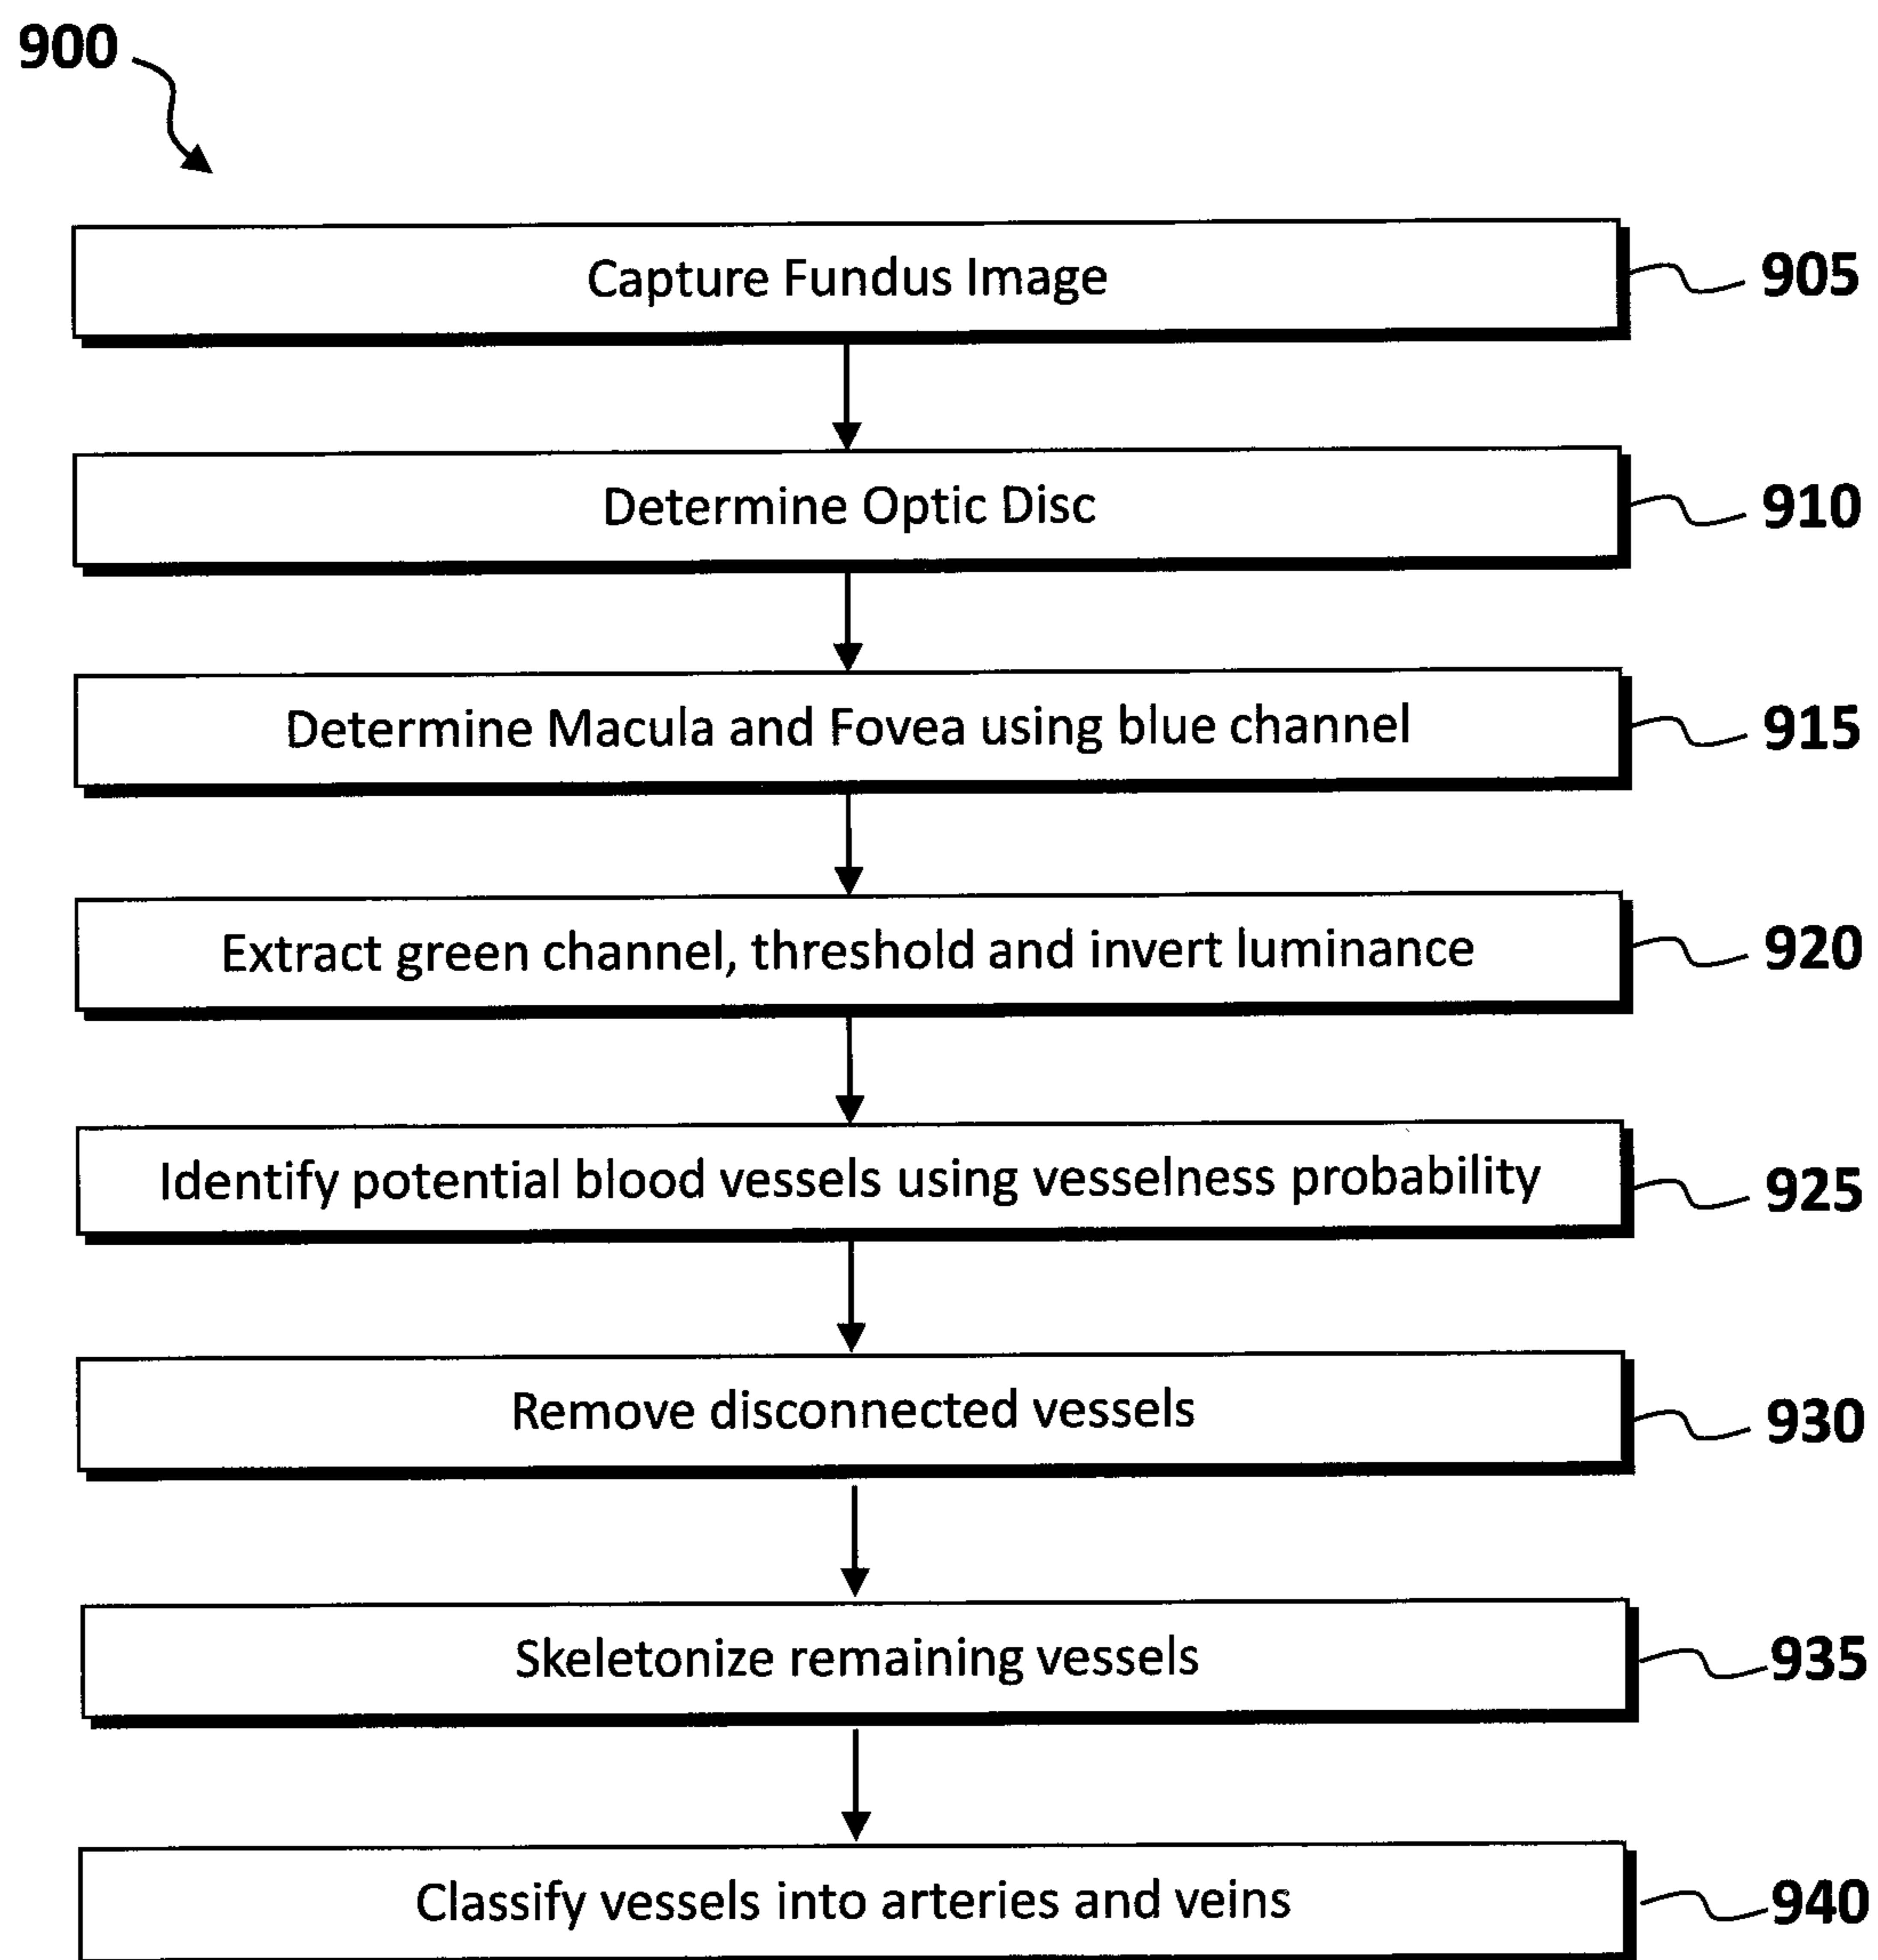 900
Capture Fundus Image 905
Determine Optic Disc 910
Determine Macula and Fovea using blue channel 915
Extract green channel, threshold and invert luminance 920
Identify potential blood vessels using vesselness probability 925
Remove disconnected vessels 930
Skeletonize remaining vessels 935
Classify vessels into arteries and veins 940